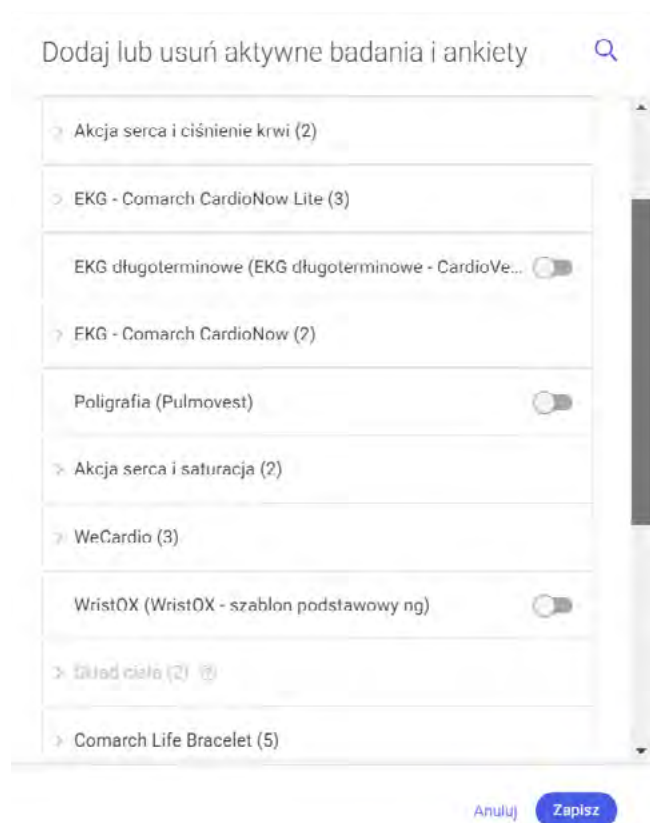 Dodaj lub usuń aktywne badania i ankiety
Akcja serca i ciśnienie krwi (2)
EKG - Comarch CardioNow Lite (3)
EKG długoterminowe (EKG długoterminowe - CardioVe...
EKG - Comarch CardioNow (2)
Poligrafia (Pulmovest)
Akcja serca i saturacja (2)
WeCardio (3)
WristOX (WristOX - szablon podstawowy ng)
Skład ciała (2)
Comarch Life Bracelet (5)
Anuluj Zapisz